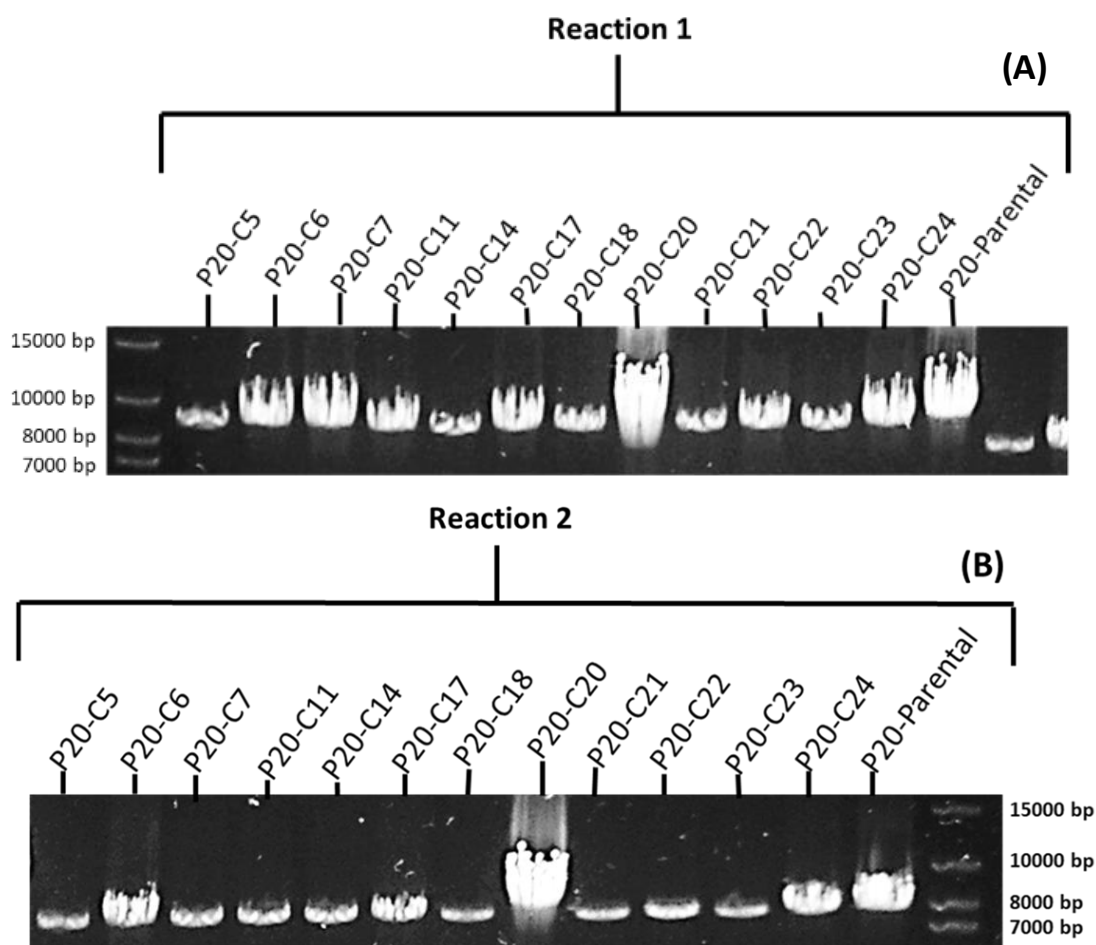 Reaction 1
(A)
P20-C5
P20-C6
P20-C7
P20-C11
P20-C14
P20-C17
P20-C18
P20-C20
P20-C21
P20-C22
P20-C23
P20-C24
P20-Parental
15000 bp
10000 bp
8000 bp
7000 bp
Reaction 2
(B)
P20-C5
P20-C6
P20-C7
P20-C11
P20-C14
P20-C17
P20-C18
P20-C20
P20-C21
P20-C22
P20-C23
P20-C24
P20-Parental
15000 bp
10000 bp
8000 bp
7000 bp